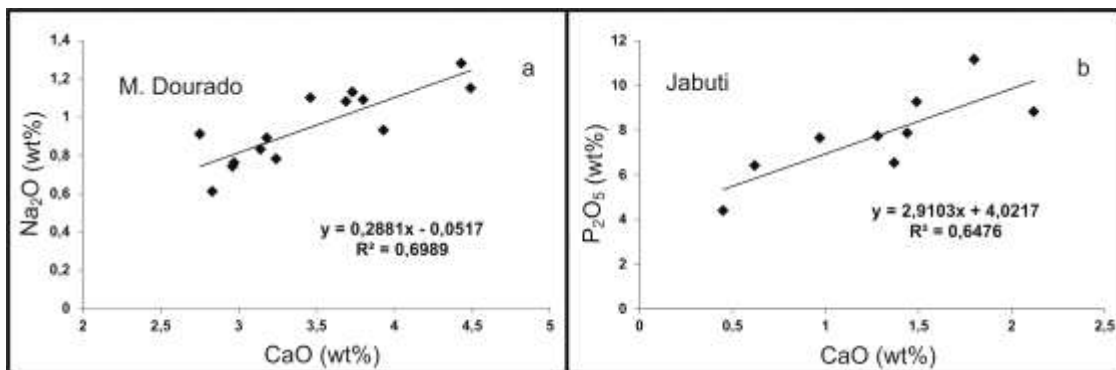 1.4
1.2
1
0.8
0.6
0.4
0.2
0
Na₂O (wt%)
M. Dourado
a
y = 0,2881x - 0,0517
R² = 0,6989
2
2.5
3
3,5
4
4,5
5
CaO (wt%)
12
10
8
6
4
2
0
P₂O₅ (wt%)
Jabuti
b
y = 2,9103x + 4,0217
R² = 0,6476
0.5
1
1.5
2
2,5
CaO (wt%)